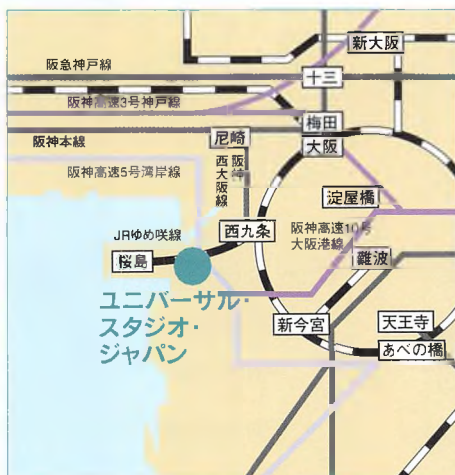 新大阪
阪急神戸線
十三
阪神高速3号神戸線
梅田
阪神本線
尼崎
大阪
阪神
西大阪線
阪神高速5号湾岸線
淀屋橋
西九条
阪神高速16号
大阪港線
JRゆめ咲線
難波
桜島
ユニバーサル・
スタジオ・
ジャパン
新今宮
天王寺
あべの橋